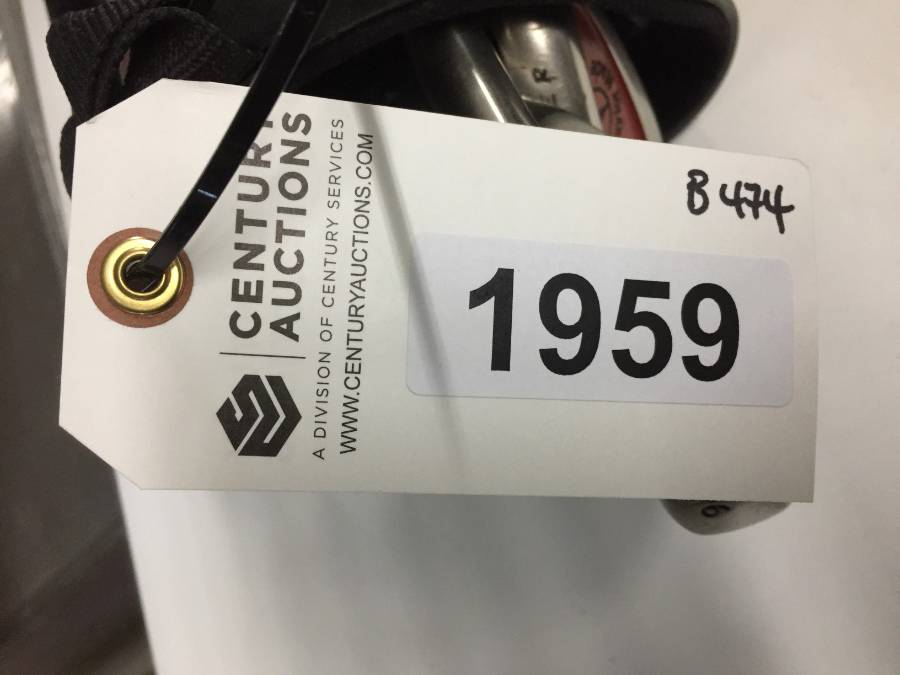 CENTURY
AUCTIONS
A DIVISION OF CENTURY SERVICES
WWW.CENTURYAUCTIONS.COM
B474
1959